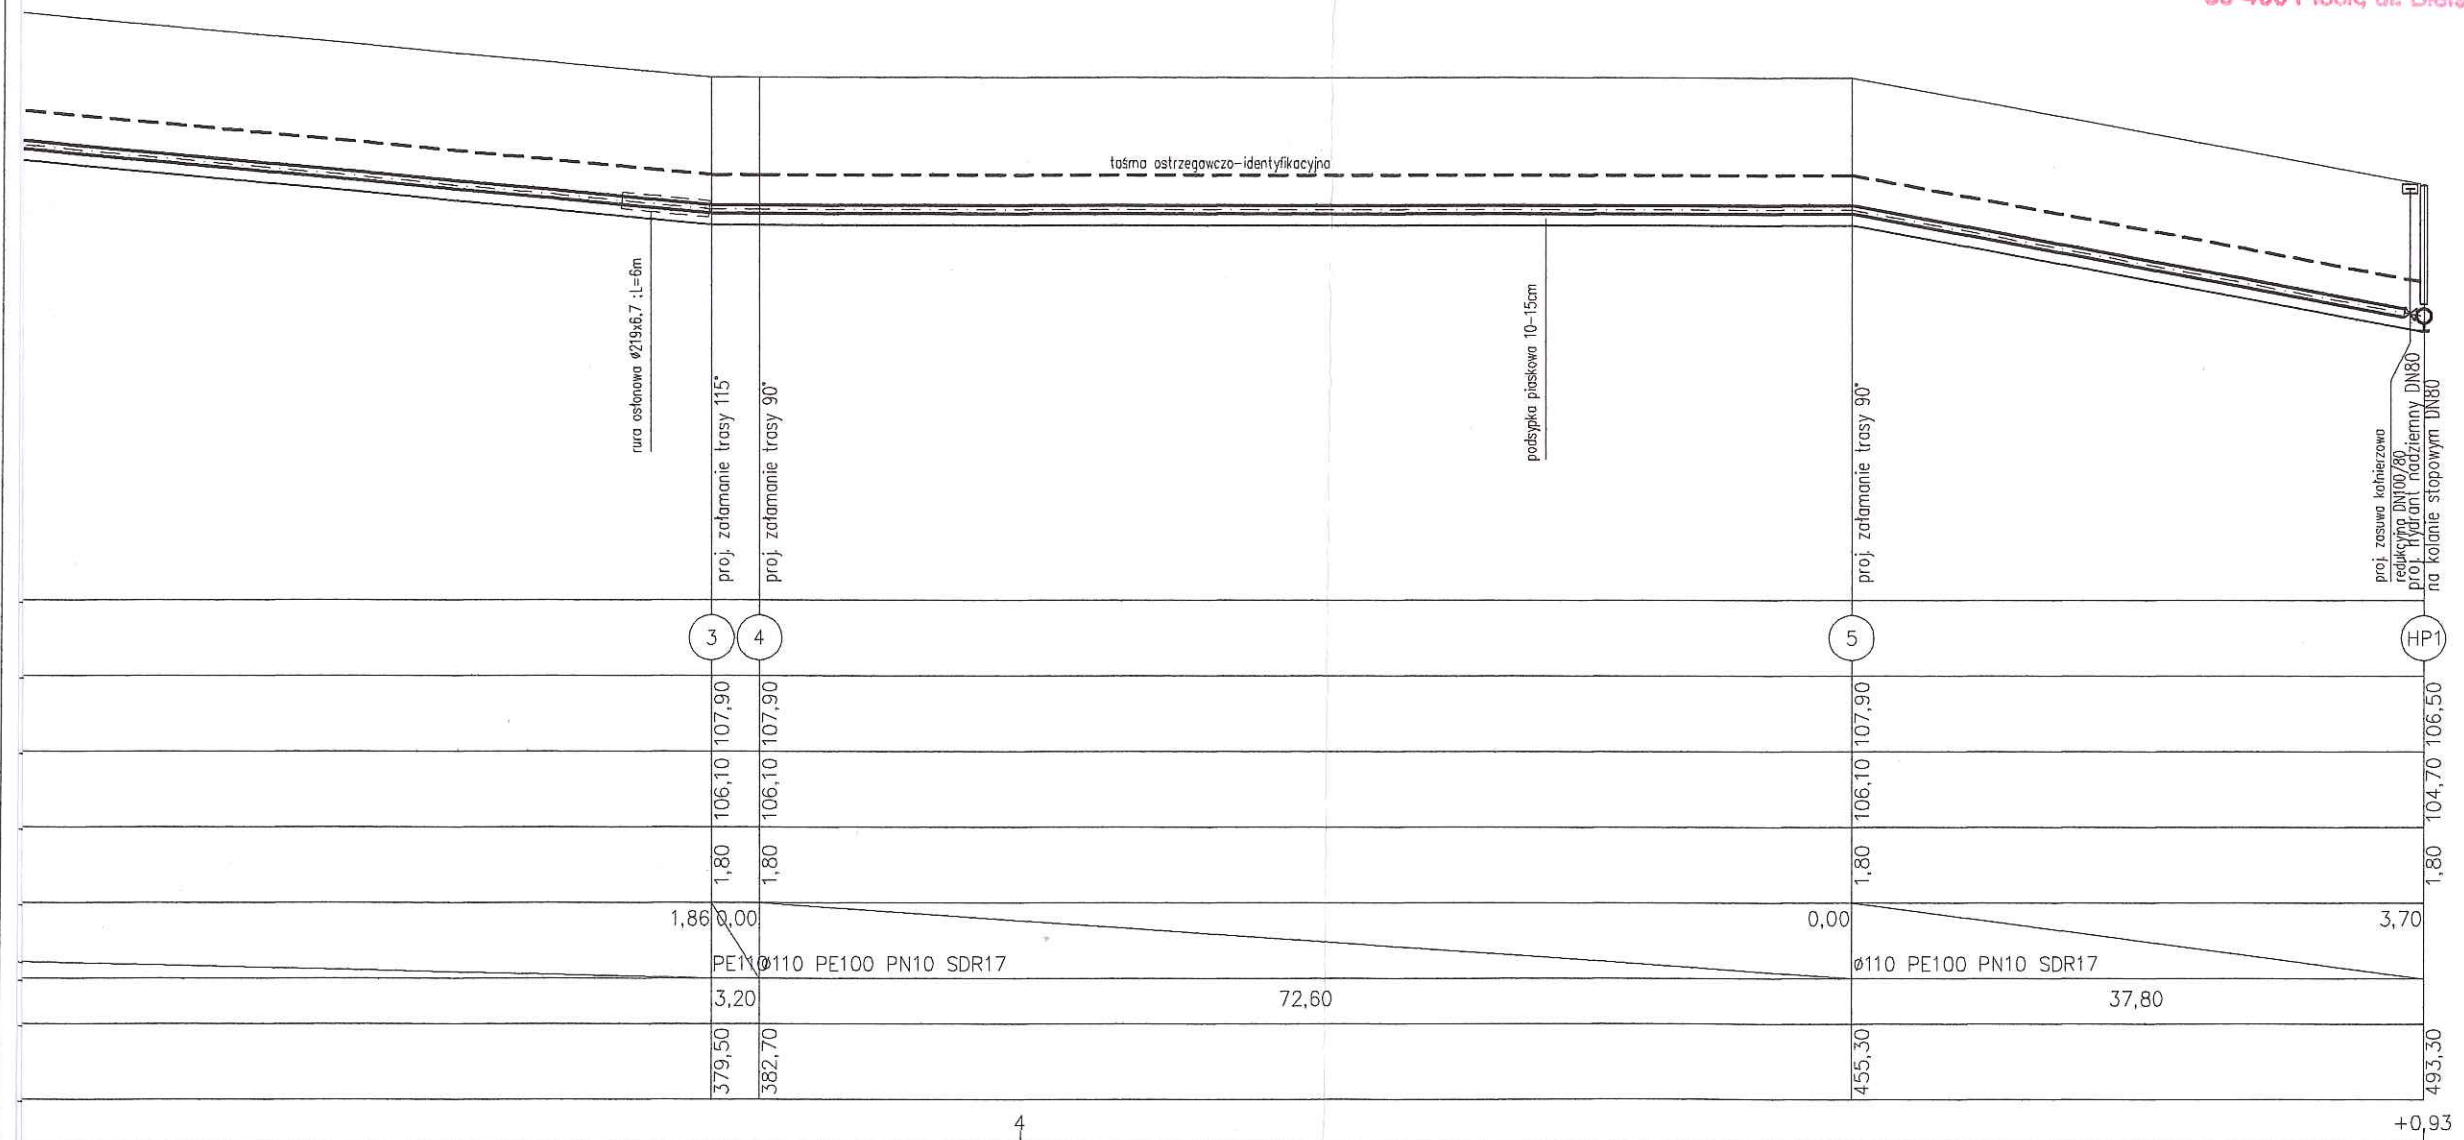 taśma ostrzegawczo-identyfikacyjna
rura osłonowa ø219x6,7 ;L=6m
proj. załamanie trasy 115°
proj. załamanie trasy 90°
podsypka piaskowa 10-15cm
proj. załamanie trasy 90°
proj. zasuwa kołnierzowa
redukcyjna DN100/80
proj. hydrant nadziemny DN80
na kolanie stopowym DN80
3 4 5 HP1
107,90 107,90 107,90 106,50
106,10 106,10 106,10 104,70
1,80 1,80 1,80 1,80
1,86 0,00 0,00 3,70
PE110 ø110 PE100 PN10 SDR17 ø110 PE100 PN10 SDR17
3,20 72,60 37,80
379,50 382,70 455,30 493,30
4 +0,93